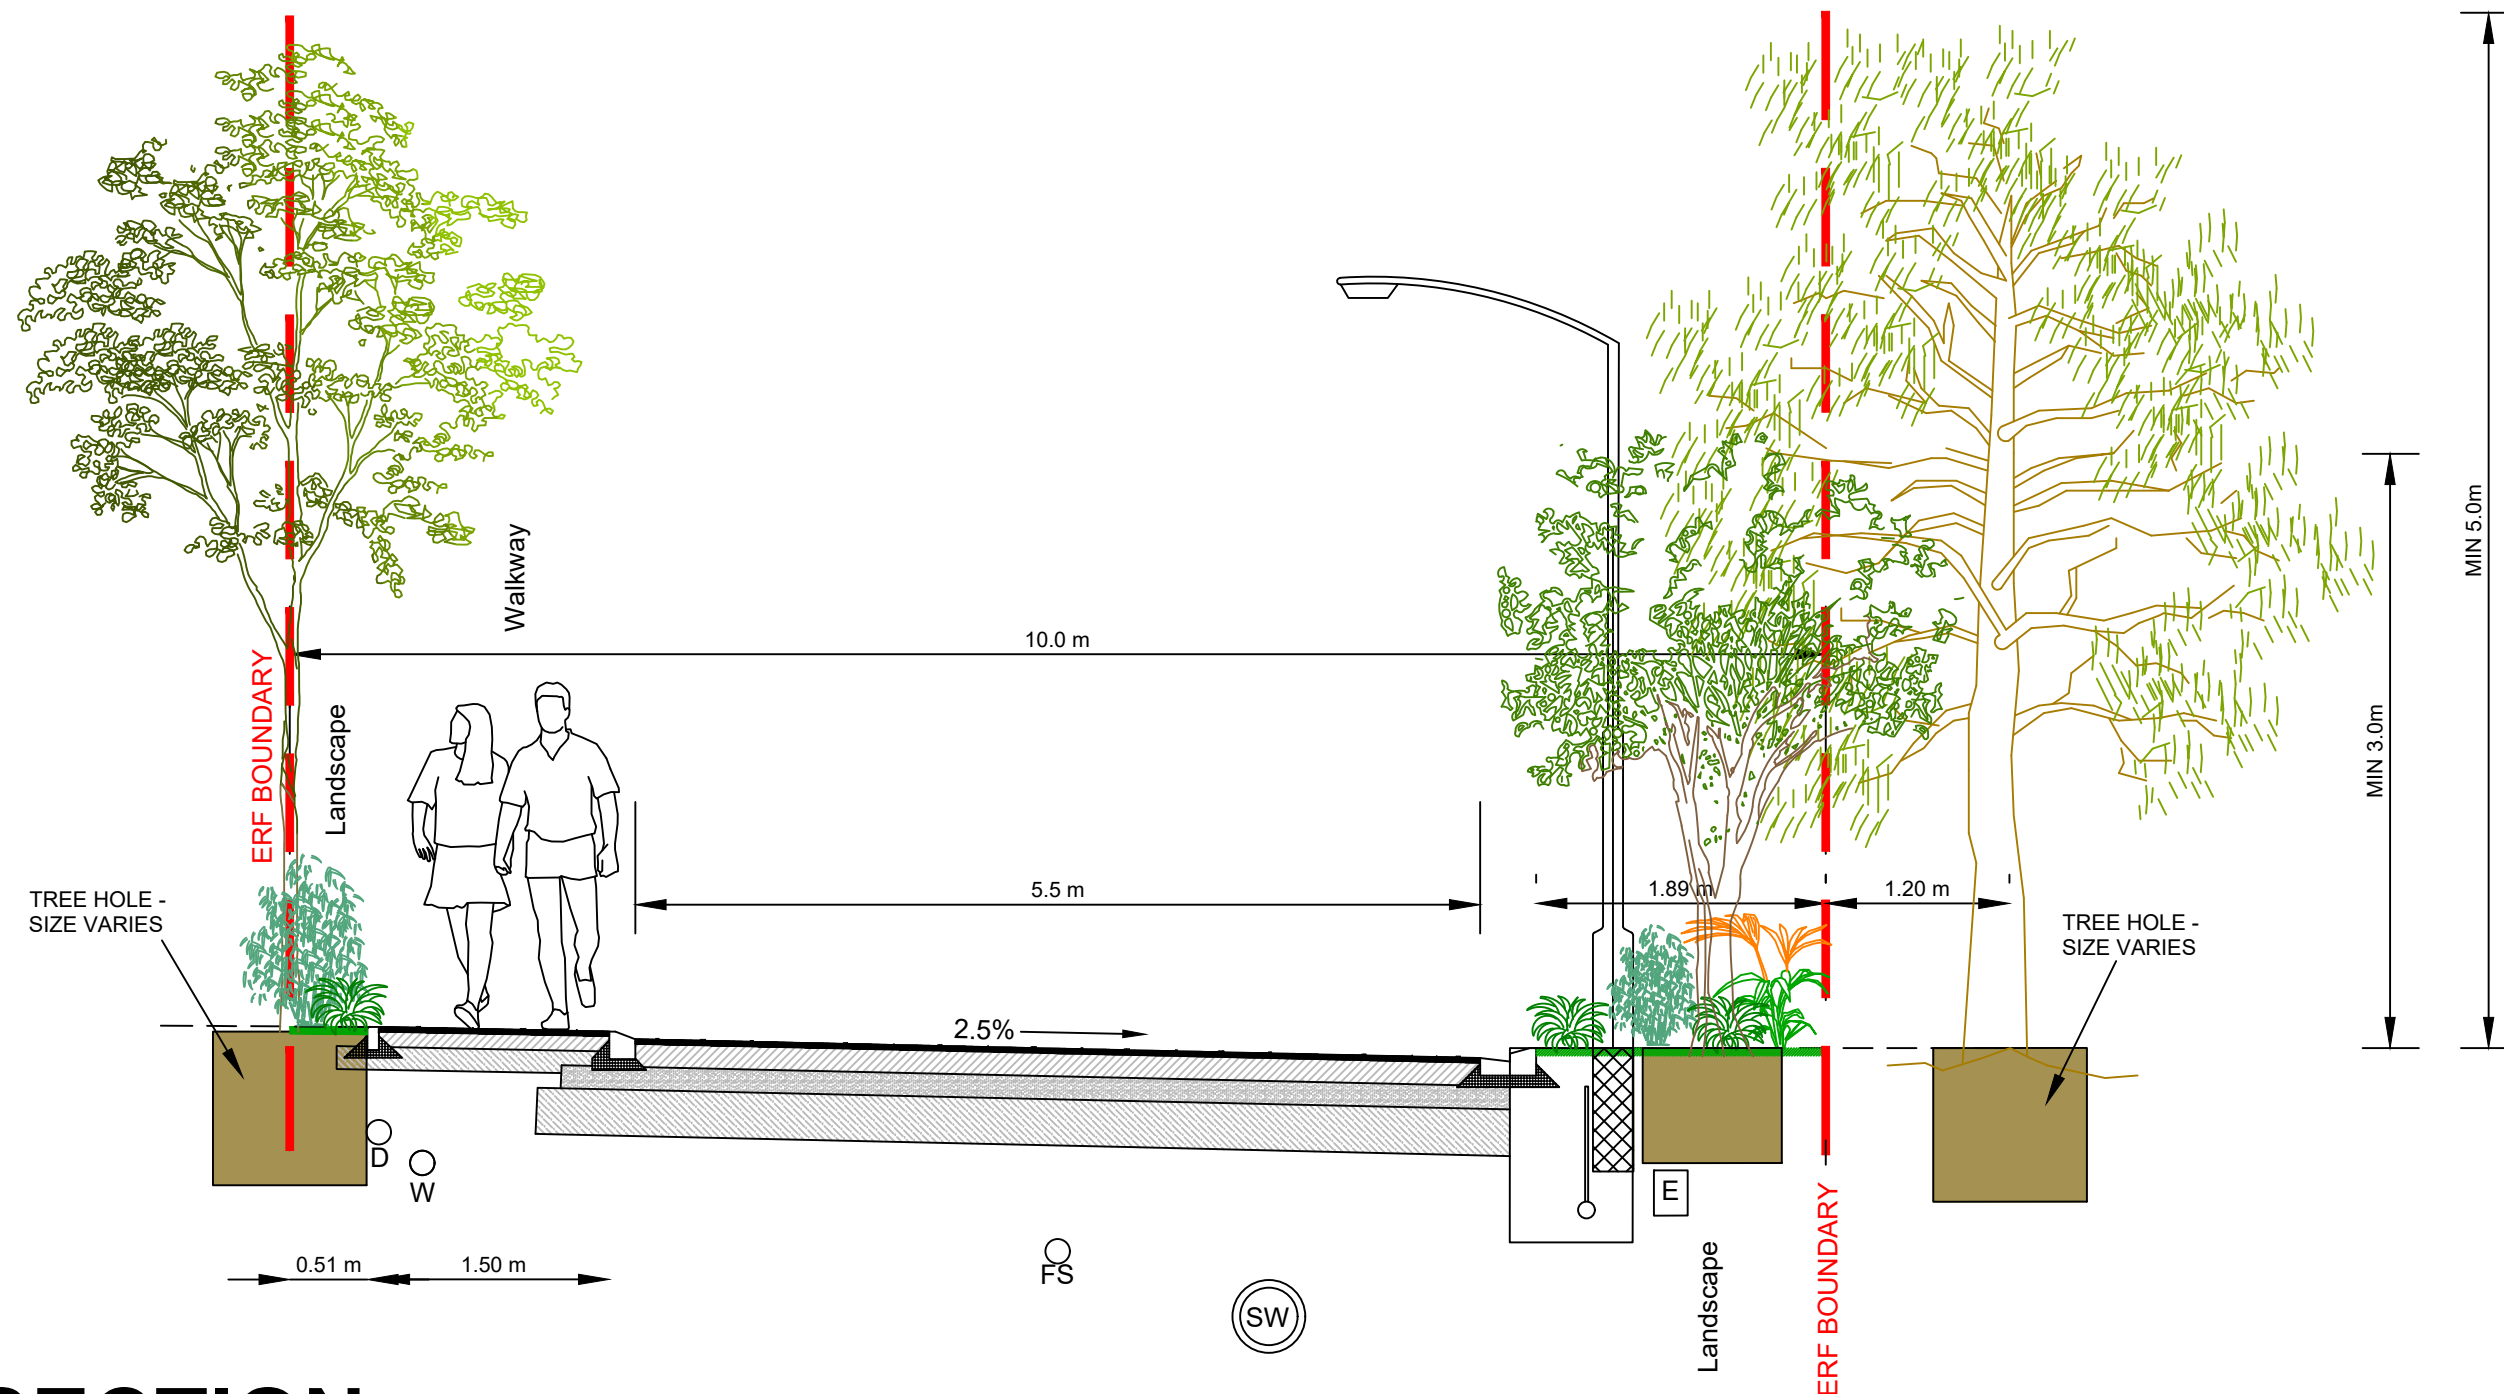 Walkway
10.0 m
MIN 5.0m
MIN 3.0m
ERF BOUNDARY
Landscape
TREE HOLE -
SIZE VARIES
5.5 m
1.89 m
1.20 m
TREE HOLE -
SIZE VARIES
2.5%
D
W
E
0.51 m
1.50 m
FS
SW
Landscape
ERF BOUNDARY
SECTION